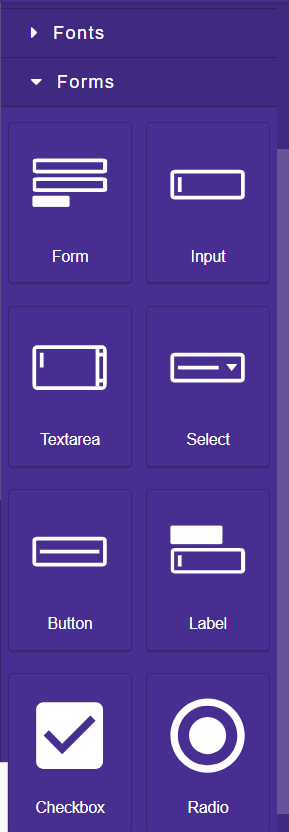 Fonts
Forms
Form
Input
Textarea
Select
Button
Label
Checkbox
Radio